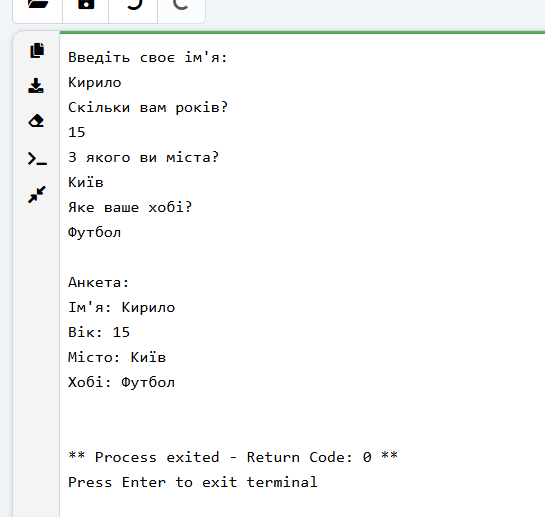 Введіть своє ім'я:
Кирило
Скільки вам років?
15
З якого ви міста?
Київ
Яке ваше хобі?
Футбол
Анкета:
Ім'я: Кирило
Вік: 15
Місто: Київ
Хобі: Футбол
** Process exited - Return Code: 0 **
Press Enter to exit terminal